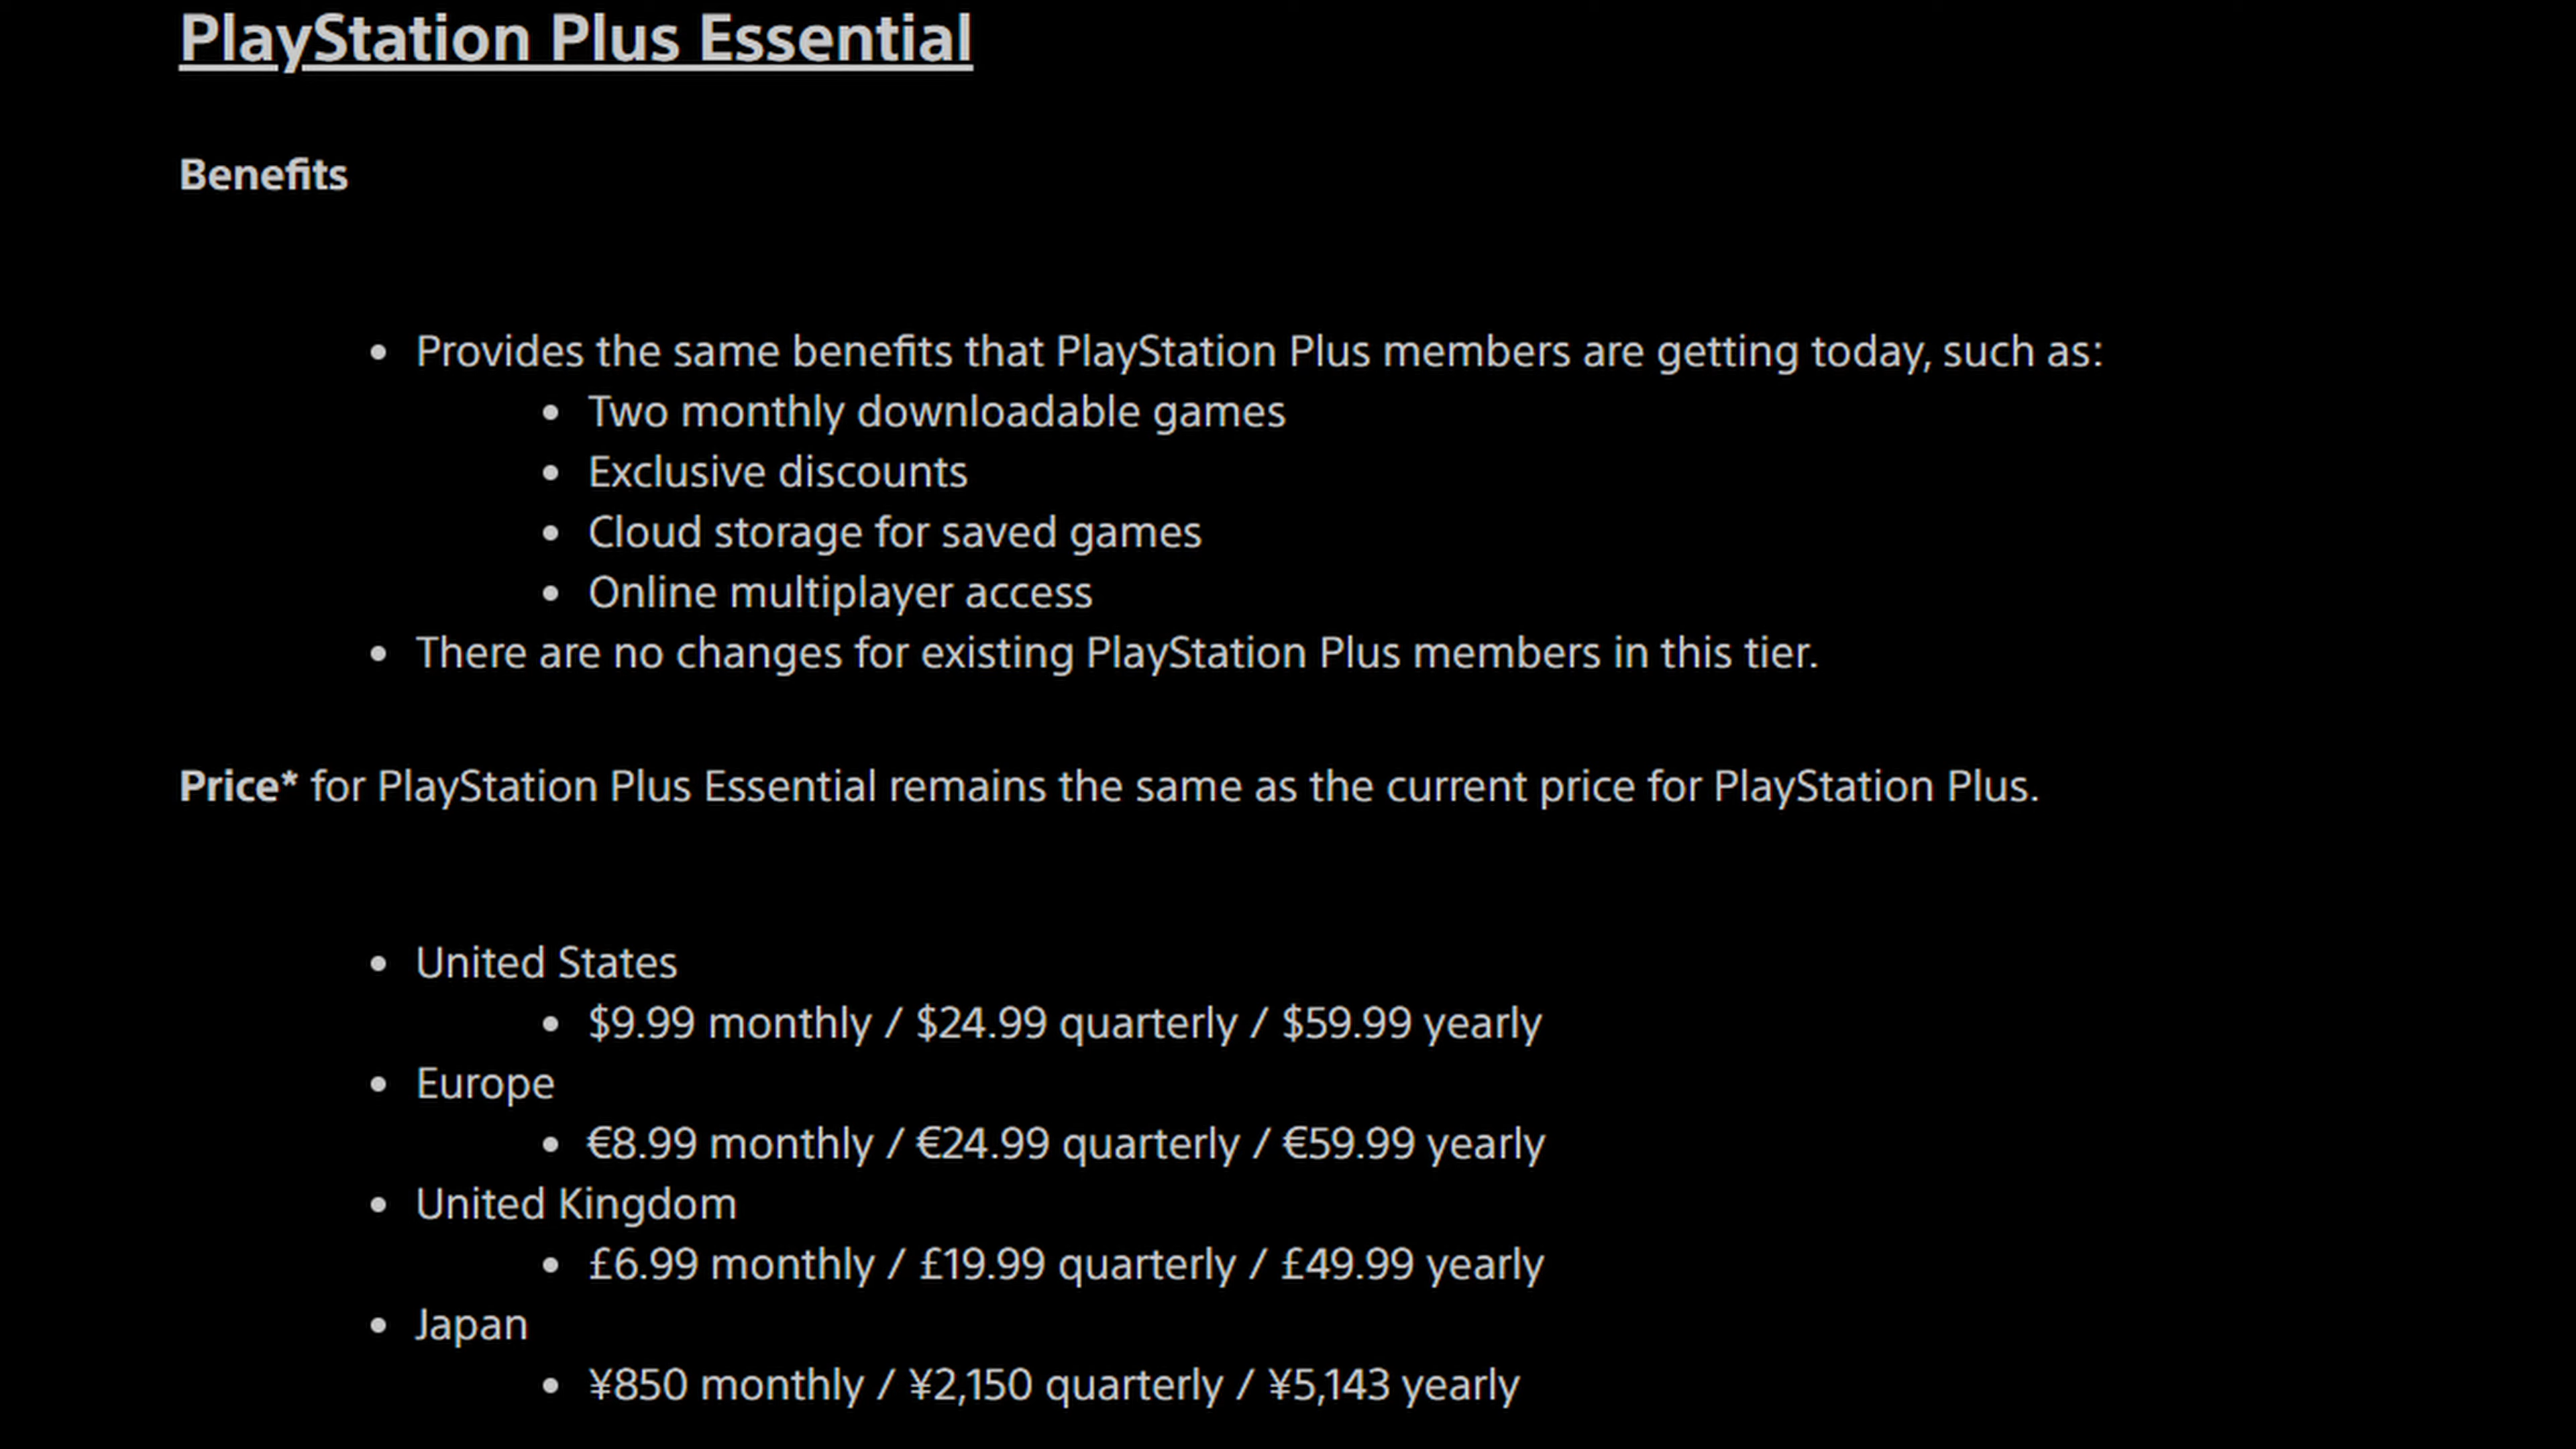 PlayStation Plus Essential
Benefits
• Provides the same benefits that PlayStation Plus members are getting today, such as:
• Two monthly downloadable games
• Exclusive discounts
• Cloud storage for saved games
• Online multiplayer access
• There are no changes for existing PlayStation Plus members in this tier.
Price* for PlayStation Plus Essential remains the same as the current price for PlayStation Plus.
• United States
• $9.99 monthly / $24.99 quarterly / $59.99 yearly
• Europe
• €8.99 monthly / €24.99 quarterly / €59.99 yearly
• United Kingdom
• £6.99 monthly / £19.99 quarterly / £49.99 yearly
• Japan
• ¥850 monthly / ¥2,150 quarterly / ¥5,143 yearly